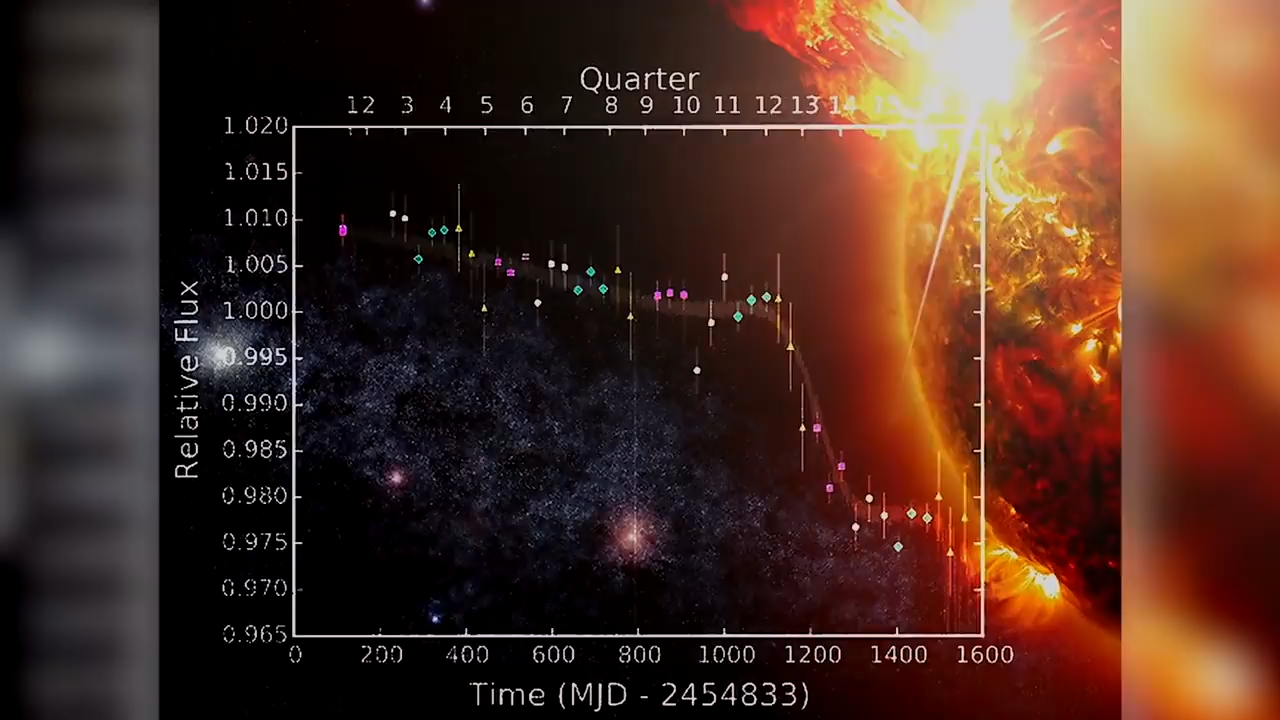 Quarter
12 3 4 5 6 7 8 9 10 11 12 13 14 15
1.020
1.015
1.010
1.005
1.000
0.995
0.990
0.985
0.980
0.975
0.970
0.965
Relative Flux
0 200 400 600 800 1000 1200 1400 1600
Time (MJD - 2454833)